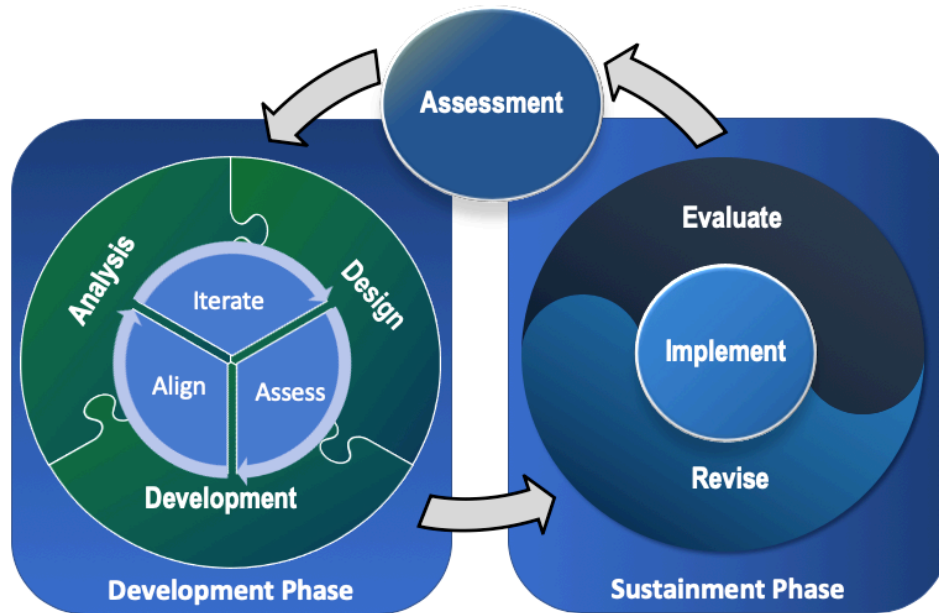 Assessment
Analysis
Design
Iterate
Align
Assess
Development
Development Phase
Evaluate
Implement
Revise
Sustainment Phase